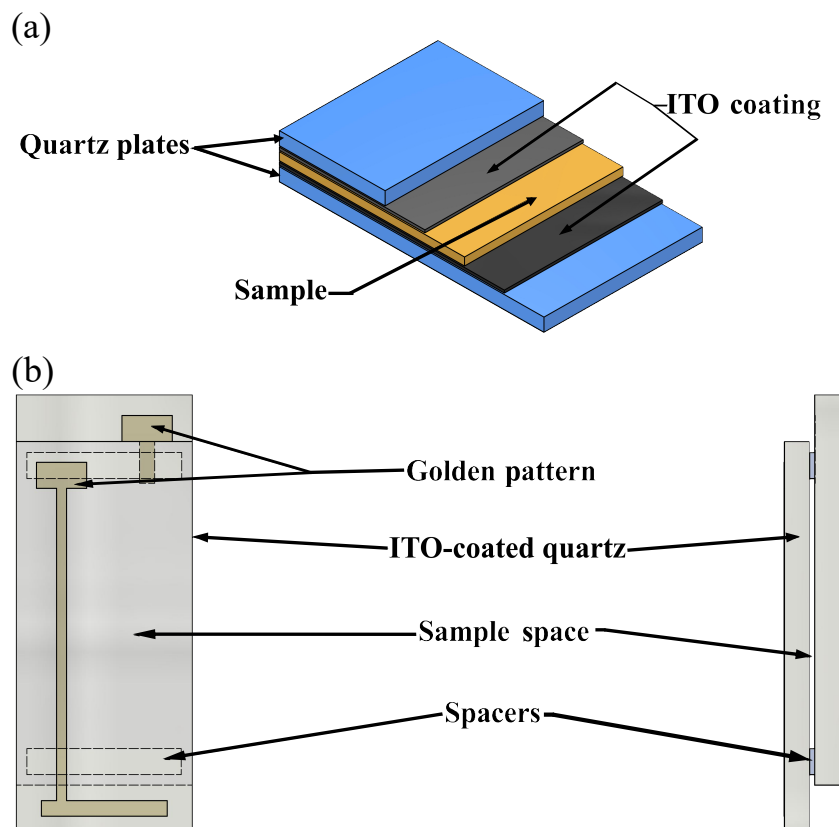 (a)
ITO coating
Quartz plates
Sample
(b)
Golden pattern
ITO-coated quartz
Sample space
Spacers